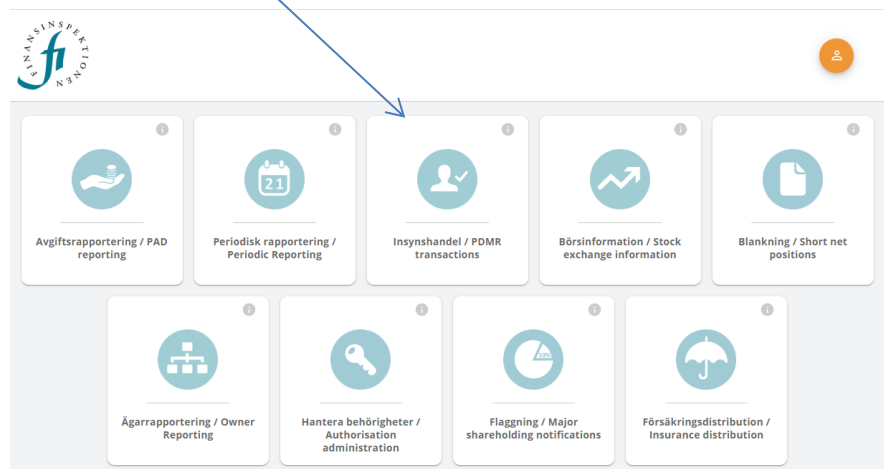 FINANSINSPEKTIONEN
fi
21
Avgiftsrapportering / PAD
reporting
Periodisk rapportering /
Periodic Reporting
Insynshandel / PDMR
transactions
Börsinformation / Stock
exchange information
Blankning / Short net
positions
10%
Ägarrapportering / Owner
Reporting
Hantera behörigheter /
Authorisation
administration
Flaggning / Major
shareholding notifications
Försäkringsdistribution /
Insurance distribution